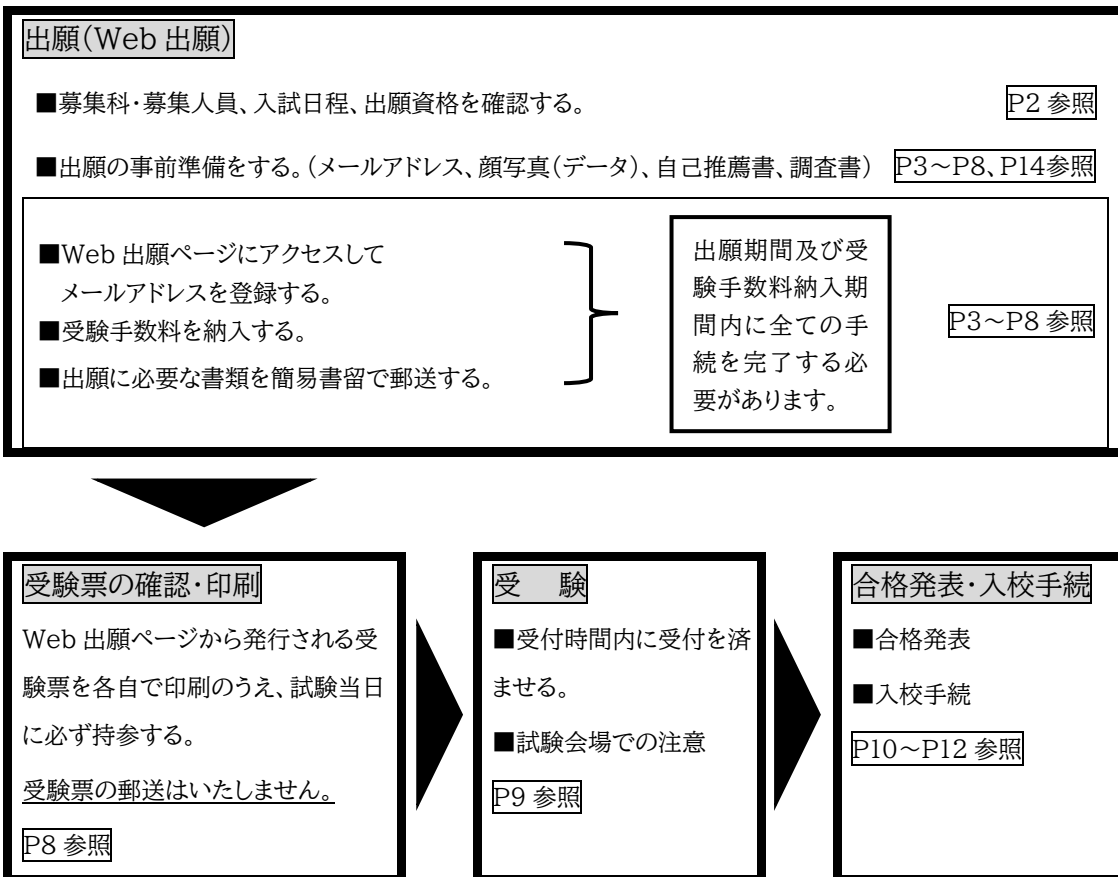 出願(Web 出願)
■募集科・募集人員、入試日程、出願資格を確認する。 P2 参照
■出願の事前準備をする。(メールアドレス、顔写真(データ)、自己推薦書、調査書) P3～P8、P14参照
■Web 出願ページにアクセスして
メールアドレスを登録する。
■受験手数料を納入する。
■出願に必要な書類を簡易書留で郵送する。
出願期間及び受
験手数料納入期
間内に全ての手
続を完了する必
要があります。
P3～P8 参照
受験票の確認・印刷
Web 出願ページから発行される受
験票を各自で印刷のうえ、試験当日
に必ず持参する。
受験票の郵送はいたしません。
P8 参照
受 験
■受付時間内に受付を済
ませる。
■試験会場での注意
P9 参照
合格発表・入校手続
■合格発表
■入校手続
P10～P12 参照